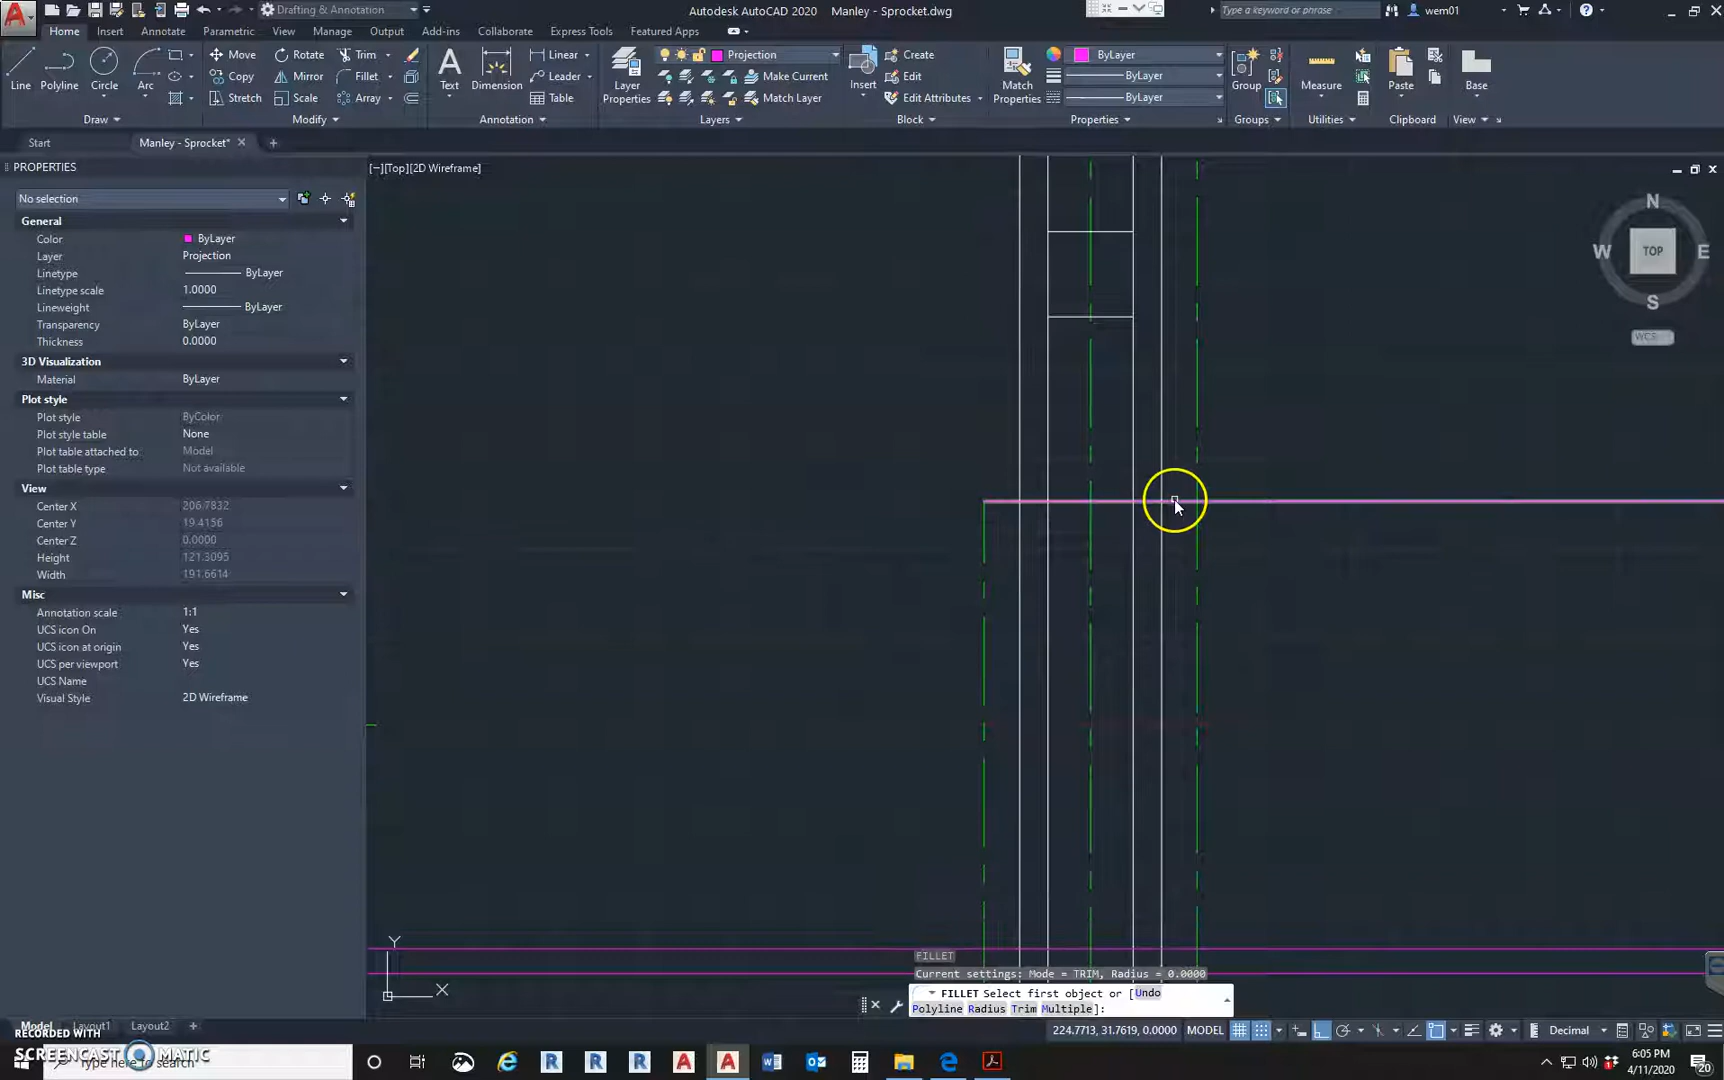 Drafting & Annotation
Autodesk AutoCAD 2020 Manley - Sprocket.dwg
Type a keyword or phrase
wem01
Home Insert Annotate Parametric View Manage Output Add-ins Collaborate Express Tools Featured Apps
Line
Polyline
Circle
Arc
Draw
Move
Rotate
Trim
Copy
Mirror
Fillet
Stretch
Scale
Array
Modify
Text
Dimension
Linear
Leader
Table
Annotation
Layer
Properties
Projection
Make Current
Match Layer
Layers
Insert
Create
Edit
Edit Attributes
Block
Match
Properties
ByLayer
ByLayer
ByLayer
Properties
Group
Groups
Measure
Utilities
Paste
Clipboard
Base
View
Start
Manley - Sprocket*
PROPERTIES
No selection
General
Color ByLayer
Layer Projection
Linetype ByLayer
Linetype scale 1.0000
Lineweight ByLayer
Transparency ByLayer
Thickness 0.0000
3D Visualization
Material ByLayer
Plot style
Plot style ByColor
Plot style table None
Plot table attached to Model
Plot table type Not available
View
Center X 206.7832
Center Y 19.4156
Center Z 0.0000
Height 121.3095
Width 191.6614
Misc
Annotation scale 1:1
UCS icon On Yes
UCS icon at origin Yes
UCS per viewport Yes
UCS Name
Visual Style 2D Wireframe
[−][Top][2D Wireframe]
N
W TOP E
S
WCS
Y
X
FILLET
Current settings: Mode = TRIM, Radius = 0.0000
FILLET Select first object or [Undo
Polyline Radius Trim Multiple]:
Model Layout1 Layout2
224.7713, 31.7619, 0.0000 MODEL
Decimal
RECORDED WITH
SCREENCAST MATIC
Type here to search
6:05 PM
4/11/2020
20